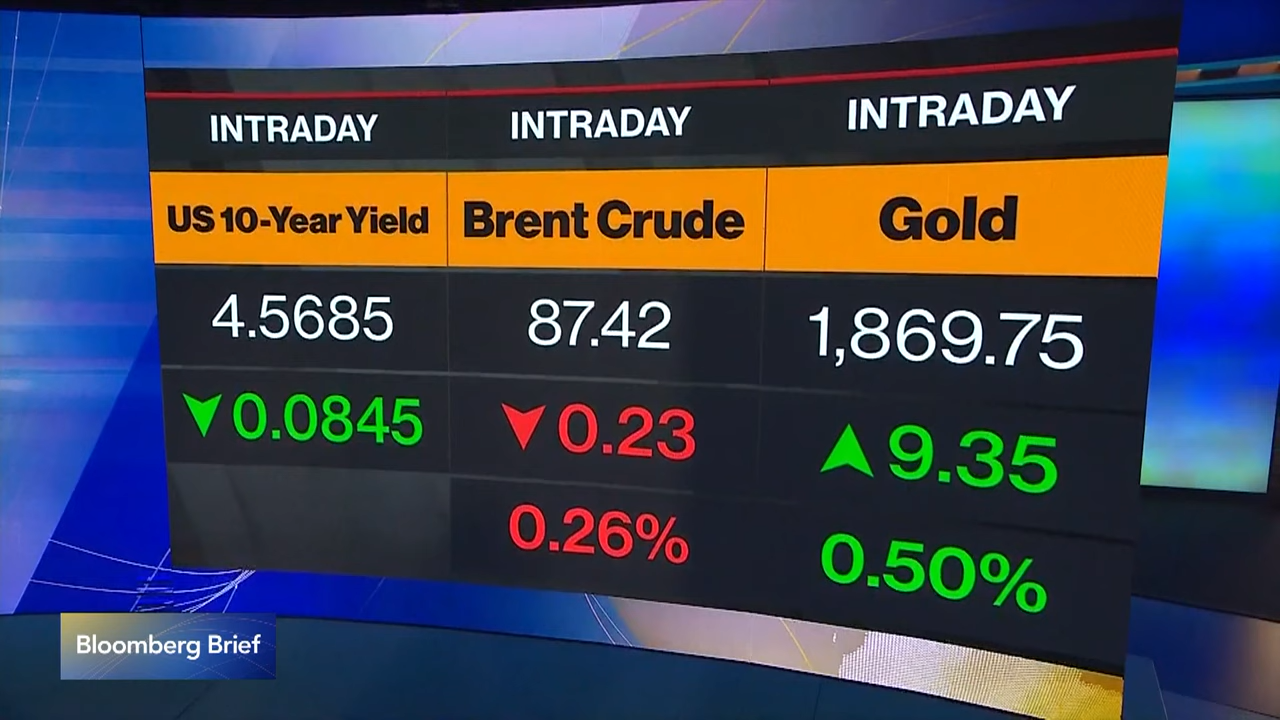 INTRADAY INTRADAY INTRADAY
US 10-Year Yield Brent Crude Gold
4.5685 87.42 1,869.75
▼0.0845 ▼0.23 ▲9.35
0.26% 0.50%
Bloomberg Brief